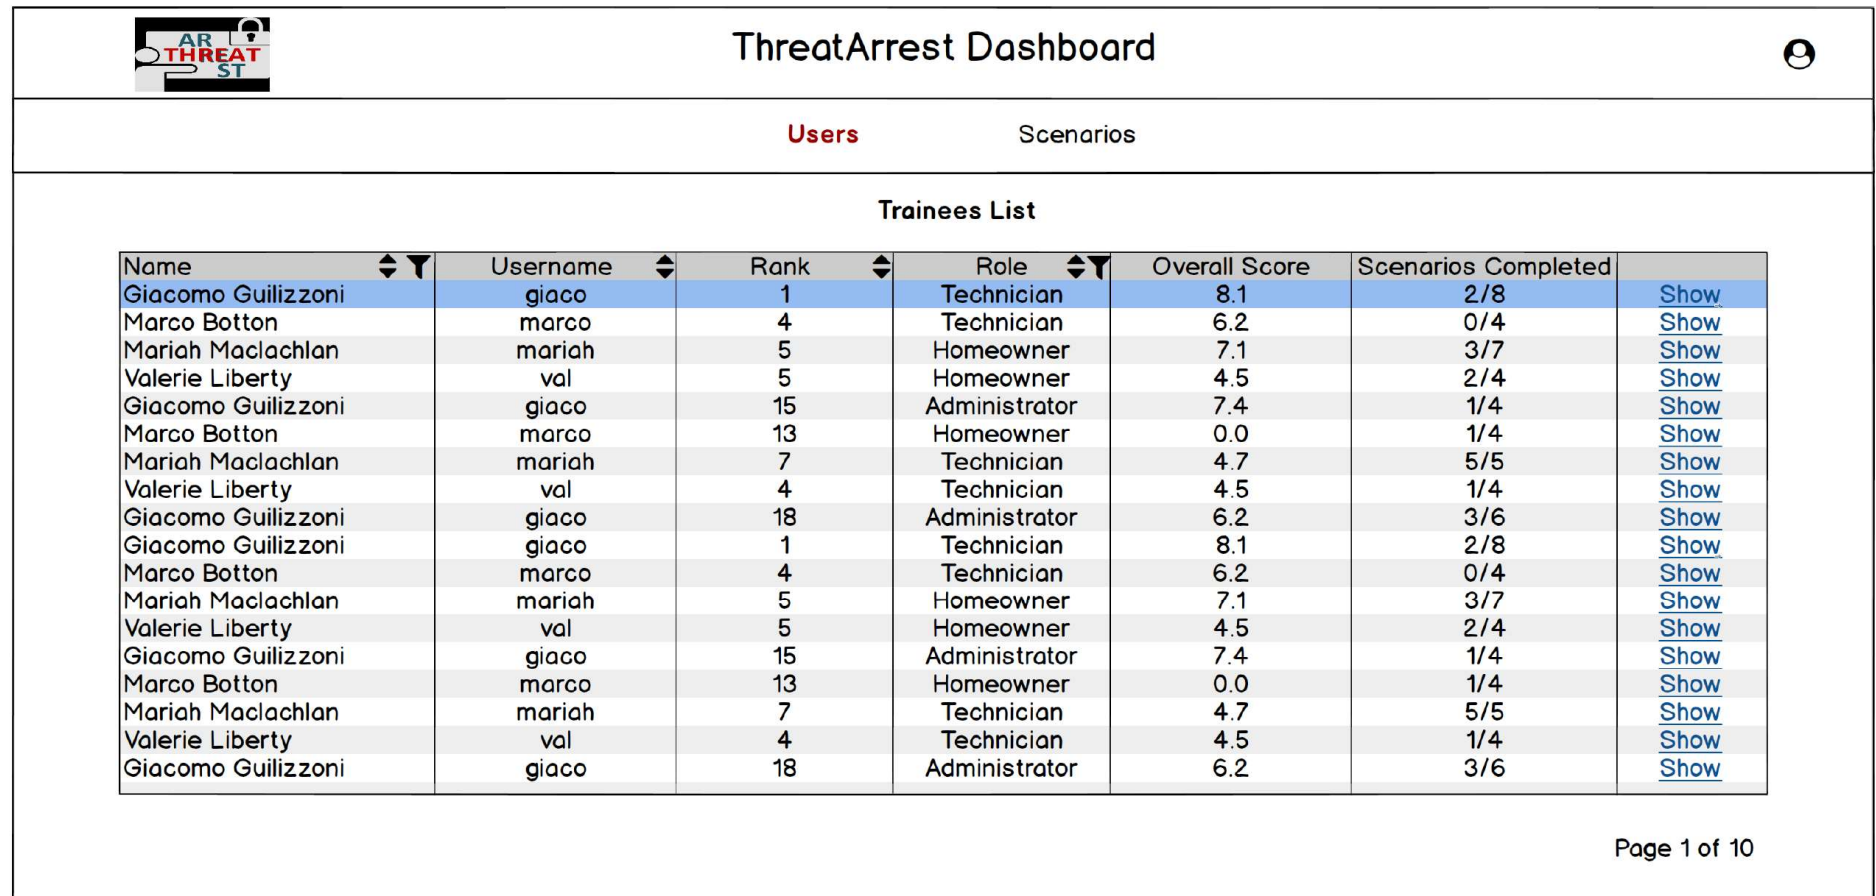 AR
THREAT
ST
ThreatArrest Dashboard
Users Scenarios
Trainees List
Name Username Rank Role Overall Score Scenarios Completed
Giacomo Guilizzoni giaco 1 Technician 8.1 2/8 Show
Marco Botton marco 4 Technician 6.2 0/4 Show
Mariah Maclachlan mariah 5 Homeowner 7.1 3/7 Show
Valerie Liberty val 5 Homeowner 4.5 2/4 Show
Giacomo Guilizzoni giaco 15 Administrator 7.4 1/4 Show
Marco Botton marco 13 Homeowner 0.0 1/4 Show
Mariah Maclachlan mariah 7 Technician 4.7 5/5 Show
Valerie Liberty val 4 Technician 4.5 1/4 Show
Giacomo Guilizzoni giaco 18 Administrator 6.2 3/6 Show
Giacomo Guilizzoni giaco 1 Technician 8.1 2/8 Show
Marco Botton marco 4 Technician 6.2 0/4 Show
Mariah Maclachlan mariah 5 Homeowner 7.1 3/7 Show
Valerie Liberty val 5 Homeowner 4.5 2/4 Show
Giacomo Guilizzoni giaco 15 Administrator 7.4 1/4 Show
Marco Botton marco 13 Homeowner 0.0 1/4 Show
Mariah Maclachlan mariah 7 Technician 4.7 5/5 Show
Valerie Liberty val 4 Technician 4.5 1/4 Show
Giacomo Guilizzoni giaco 18 Administrator 6.2 3/6 Show
Page 1 of 10